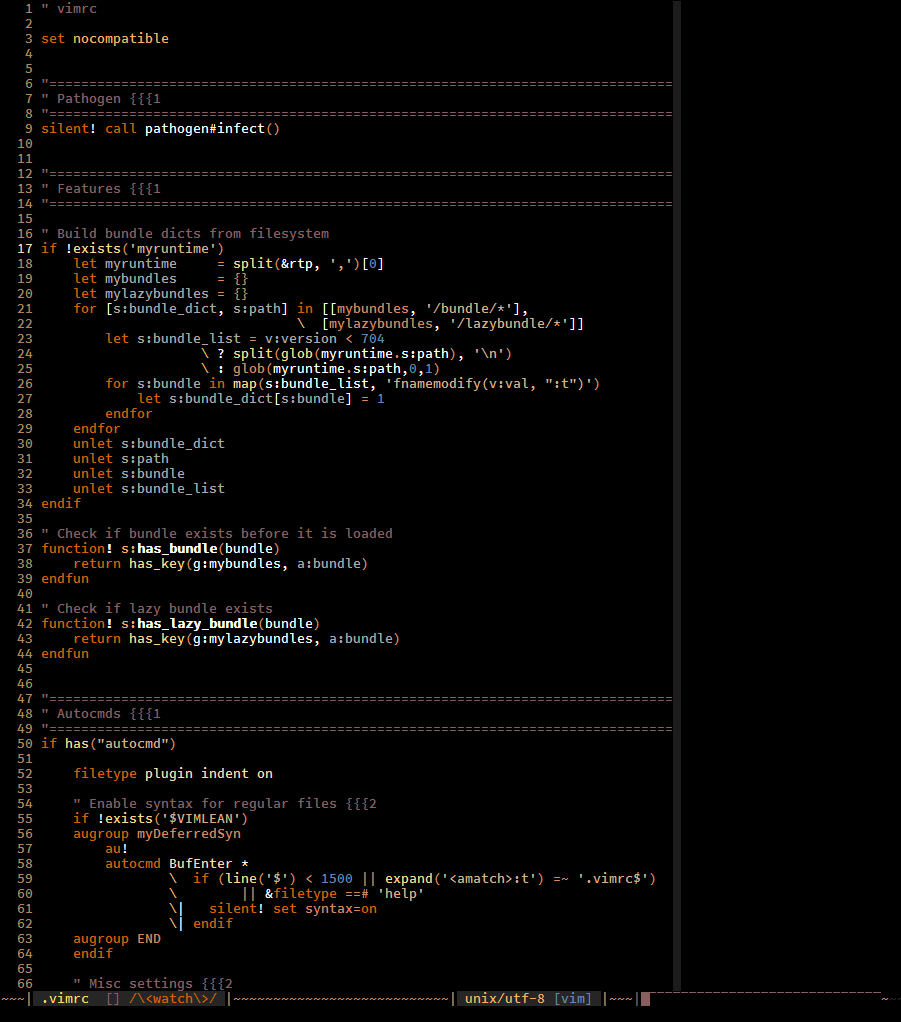 1 " vimrc
2
3 set nocompatible
4
5
6 "==============================================================================
7 " Pathogen {{{1
8 "==============================================================================
9 silent! call pathogen#infect()
10
11
12 "==============================================================================
13 " Features {{{1
14 "==============================================================================
15
16 " Build bundle dicts from filesystem
17 if !exists('myruntime')
18     let myruntime     = split(&rtp, ',')[0]
19     let mybundles     = {}
20     let mylazybundles = {}
21     for [s:bundle_dict, s:path] in [[mybundles, '/bundle/*'],
22                                 \  [mylazybundles, '/lazybundle/*']]
23         let s:bundle_list = v:version < 704
24                     \ ? split(glob(myruntime.s:path), '\n')
25                     \ : glob(myruntime.s:path,0,1)
26         for s:bundle in map(s:bundle_list, 'fnamemodify(v:val, ":t")')
27             let s:bundle_dict[s:bundle] = 1
28         endfor
29     endfor
30     unlet s:bundle_dict
31     unlet s:path
32     unlet s:bundle
33     unlet s:bundle_list
34 endif
35
36 " Check if bundle exists before it is loaded
37 function! s:has_bundle(bundle)
38     return has_key(g:mybundles, a:bundle)
39 endfun
40
41 " Check if lazy bundle exists
42 function! s:has_lazy_bundle(bundle)
43     return has_key(g:mylazybundles, a:bundle)
44 endfun
45
46
47 "==============================================================================
48 " Autocmds {{{1
49 "==============================================================================
50 if has("autocmd")
51
52     filetype plugin indent on
53
54     " Enable syntax for regular files {{{2
55     if !exists('$VIMLEAN')
56     augroup myDeferredSyn
57         au!
58         autocmd BufEnter *
59                 \  if (line('$') < 1500 || expand('<amatch>:t') =~ '.vimrc$')
60                 \        || &filetype ==# 'help'
61                 \|   silent! set syntax=on
62                 \| endif
63     augroup END
64     endif
65
66     " Misc settings {{{2
~~~| .vimrc  [] /\<watch\>/ |~~~~~~~~~~~~~~~~~~~~~~~~~~~| unix/utf-8 [vim] |~~~|